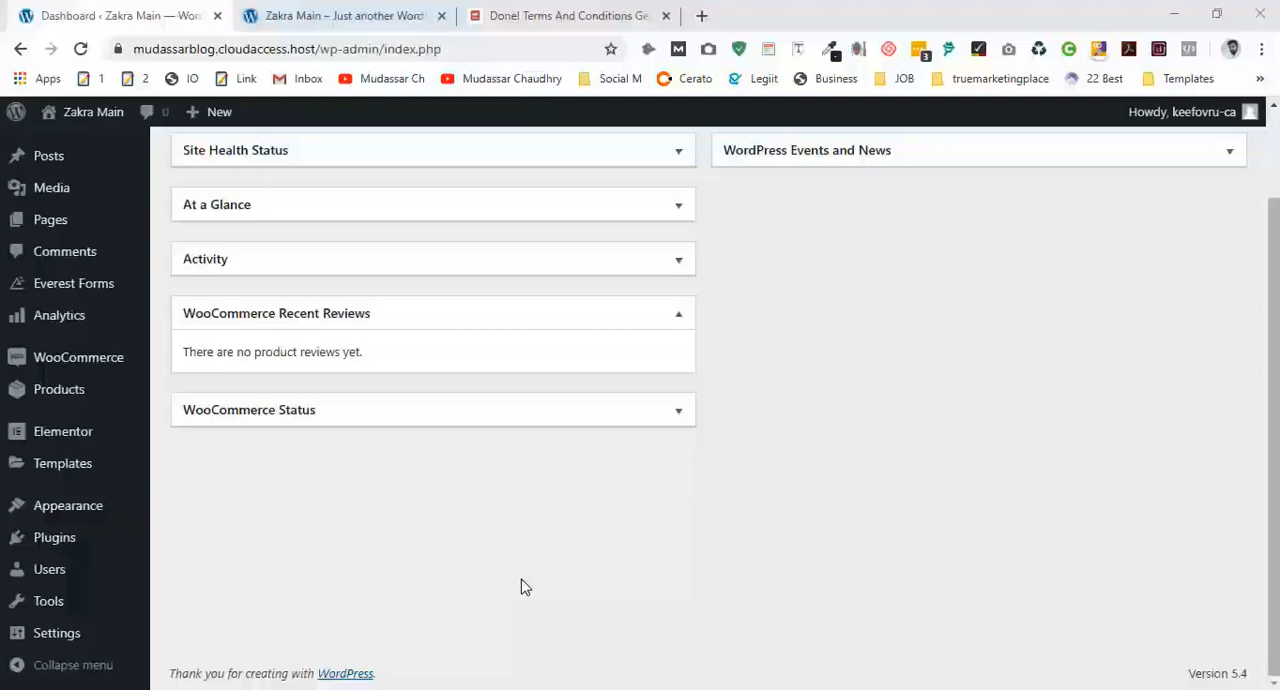 Dashboard ‹ Zakra Main — Wor
Zakra Main – Just another Word
Donel Terms And Conditions Ge
mudassarblog.cloudaccess.host/wp-admin/index.php
3
Apps
1
2
IO
Link
Inbox
Mudassar Ch
Mudassar Chaudhry
Social M
Cerato
Legiit
Business
JOB
truemarketingplace
22 Best
Templates
»
Zakra Main
0
New
Howdy, keefovru-ca
Posts
Media
Pages
Comments
Everest Forms
Analytics
WooCommerce
Products
Elementor
Templates
Appearance
Plugins
Users
Tools
Settings
Collapse menu
Site Health Status
WordPress Events and News
At a Glance
Activity
WooCommerce Recent Reviews
There are no product reviews yet.
WooCommerce Status
Thank you for creating with WordPress.
Version 5.4